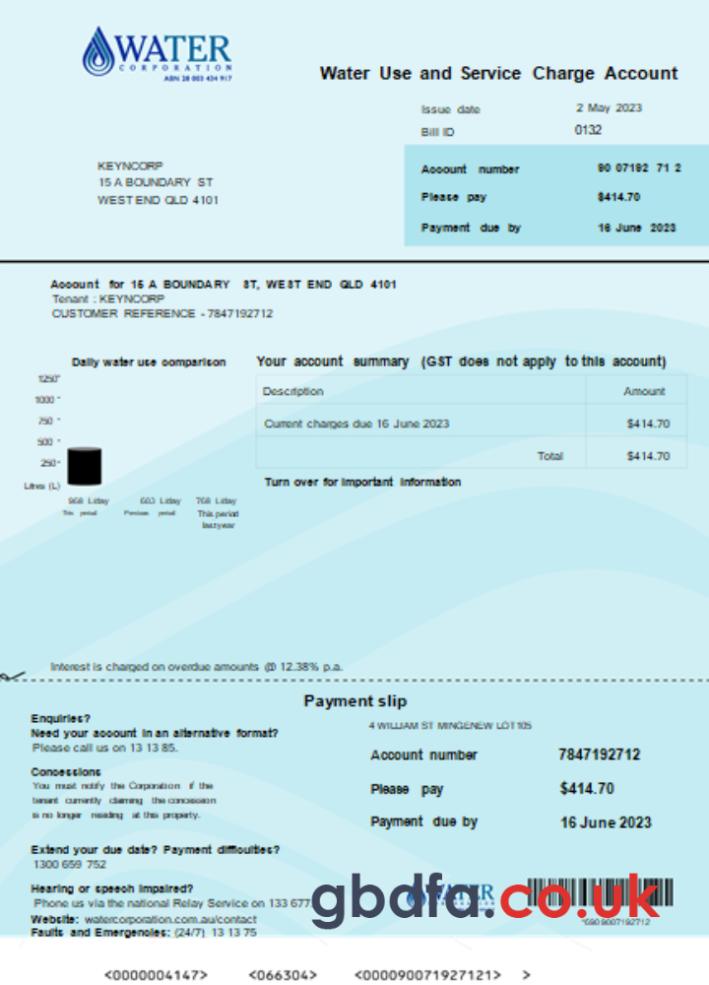 WATER
CORPORATION
ABN 28 003 434 917
Water Use and Service Charge Account
Issue date 2 May 2023
Bill ID 0132
KEYNCORP
15 A BOUNDARY ST
WEST END QLD 4101
Account number 90 07192 71 2
Please pay $414.70
Payment due by 16 June 2023
Account for 15 A BOUNDARY ST, WEST END QLD 4101
Tenant : KEYNCORP
CUSTOMER REFERENCE - 7847192712
Daily water use comparison
1250
1000
750
500
250
Litres (L)
968 L/day 603 L/day 768 L/day
This period Previous period This period
last year
Your account summary (GST does not apply to this account)
Description Amount
Current charges due 16 June 2023 $414.70
Total $414.70
Turn over for important information
Interest is charged on overdue amounts @ 12.38% p.a.
Payment slip
Enquiries?
Need your account in an alternative format?
Please call us on 13 13 85.
Concessions
You must notify the Corporation if the
tenant currently claiming the concession
is no longer residing at this property.
Extend your due date? Payment difficulties?
1300 659 752
Hearing or speech impaired?
Phone us via the national Relay Service on 133 677
Website: watercorporation.com.au/contact
Faults and Emergencies: (24/7) 13 13 75
4 WILLIAM ST MINGENEW LOT 105
Account number 7847192712
Please pay $414.70
Payment due by 16 June 2023
WATER
gbdfa.co.uk
<0000004147> <066304> <000090071927121> >